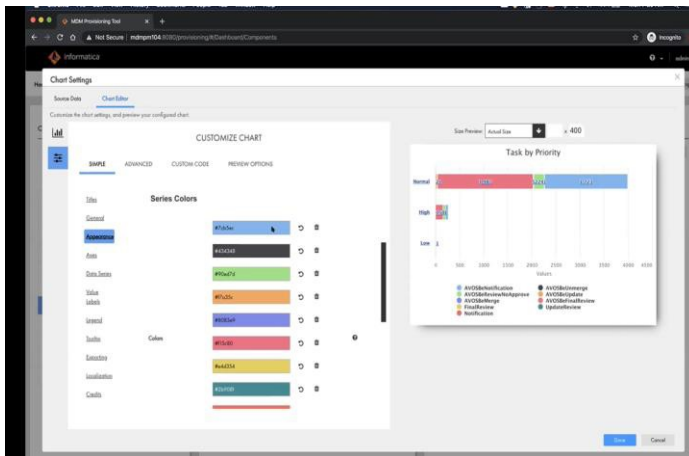 MDM Provisioning Tool
Not Secure | mdmpm104:8080/provisioning/#/Dashboard/Components
Incognito
informatica
Chart Settings
Source Data Chart Editor
Customize the chart settings, and preview your configured chart
CUSTOMIZE CHART
SIMPLE ADVANCED CUSTOM CODE PREVIEW OPTIONS
Titles
General
Appearance
Axis
Data Series
Value
Labels
Legend
Tooltip
Exporting
Localization
Credits
Series Colors
Colors
#7cb5ec
#434348
#90ed7d
#f7a35c
#8085e9
#f15c80
#e4d354
#2b908f
Size Preview: Actual Size x 400
Task by Priority
Normal
High
Low
0 500 1000 1500 2000 2500 3000 3500 4000 4500
Values
AVOSBeNotification AVOSBeUnmerge
AVOSBeReviewNoApprove AVOSBeUpdate
AVOSBeMerge AVOSBeFinalReview
FinalReview UpdateReview
Notification
Save Cancel